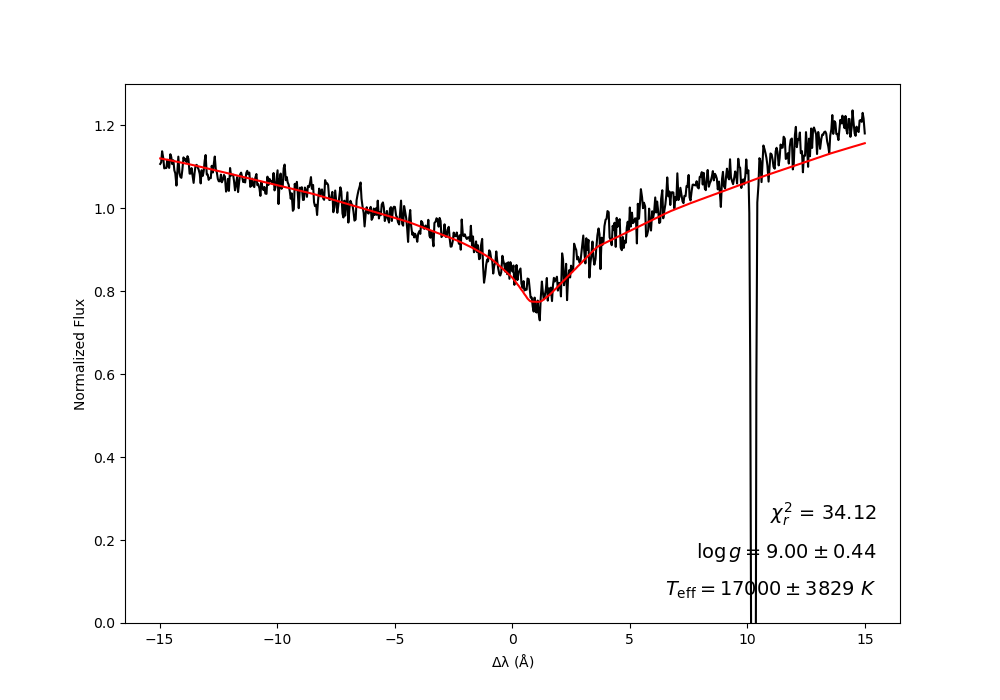 Normalized Flux
1.2
1.0
0.8
0.6
0.4
0.2
0.0
χ²ᵣ = 34.12
log g = 9.00 ± 0.44
T_eff = 17000 ± 3829 K
−15 −10 −5 0 5 10 15
Δλ (Å)